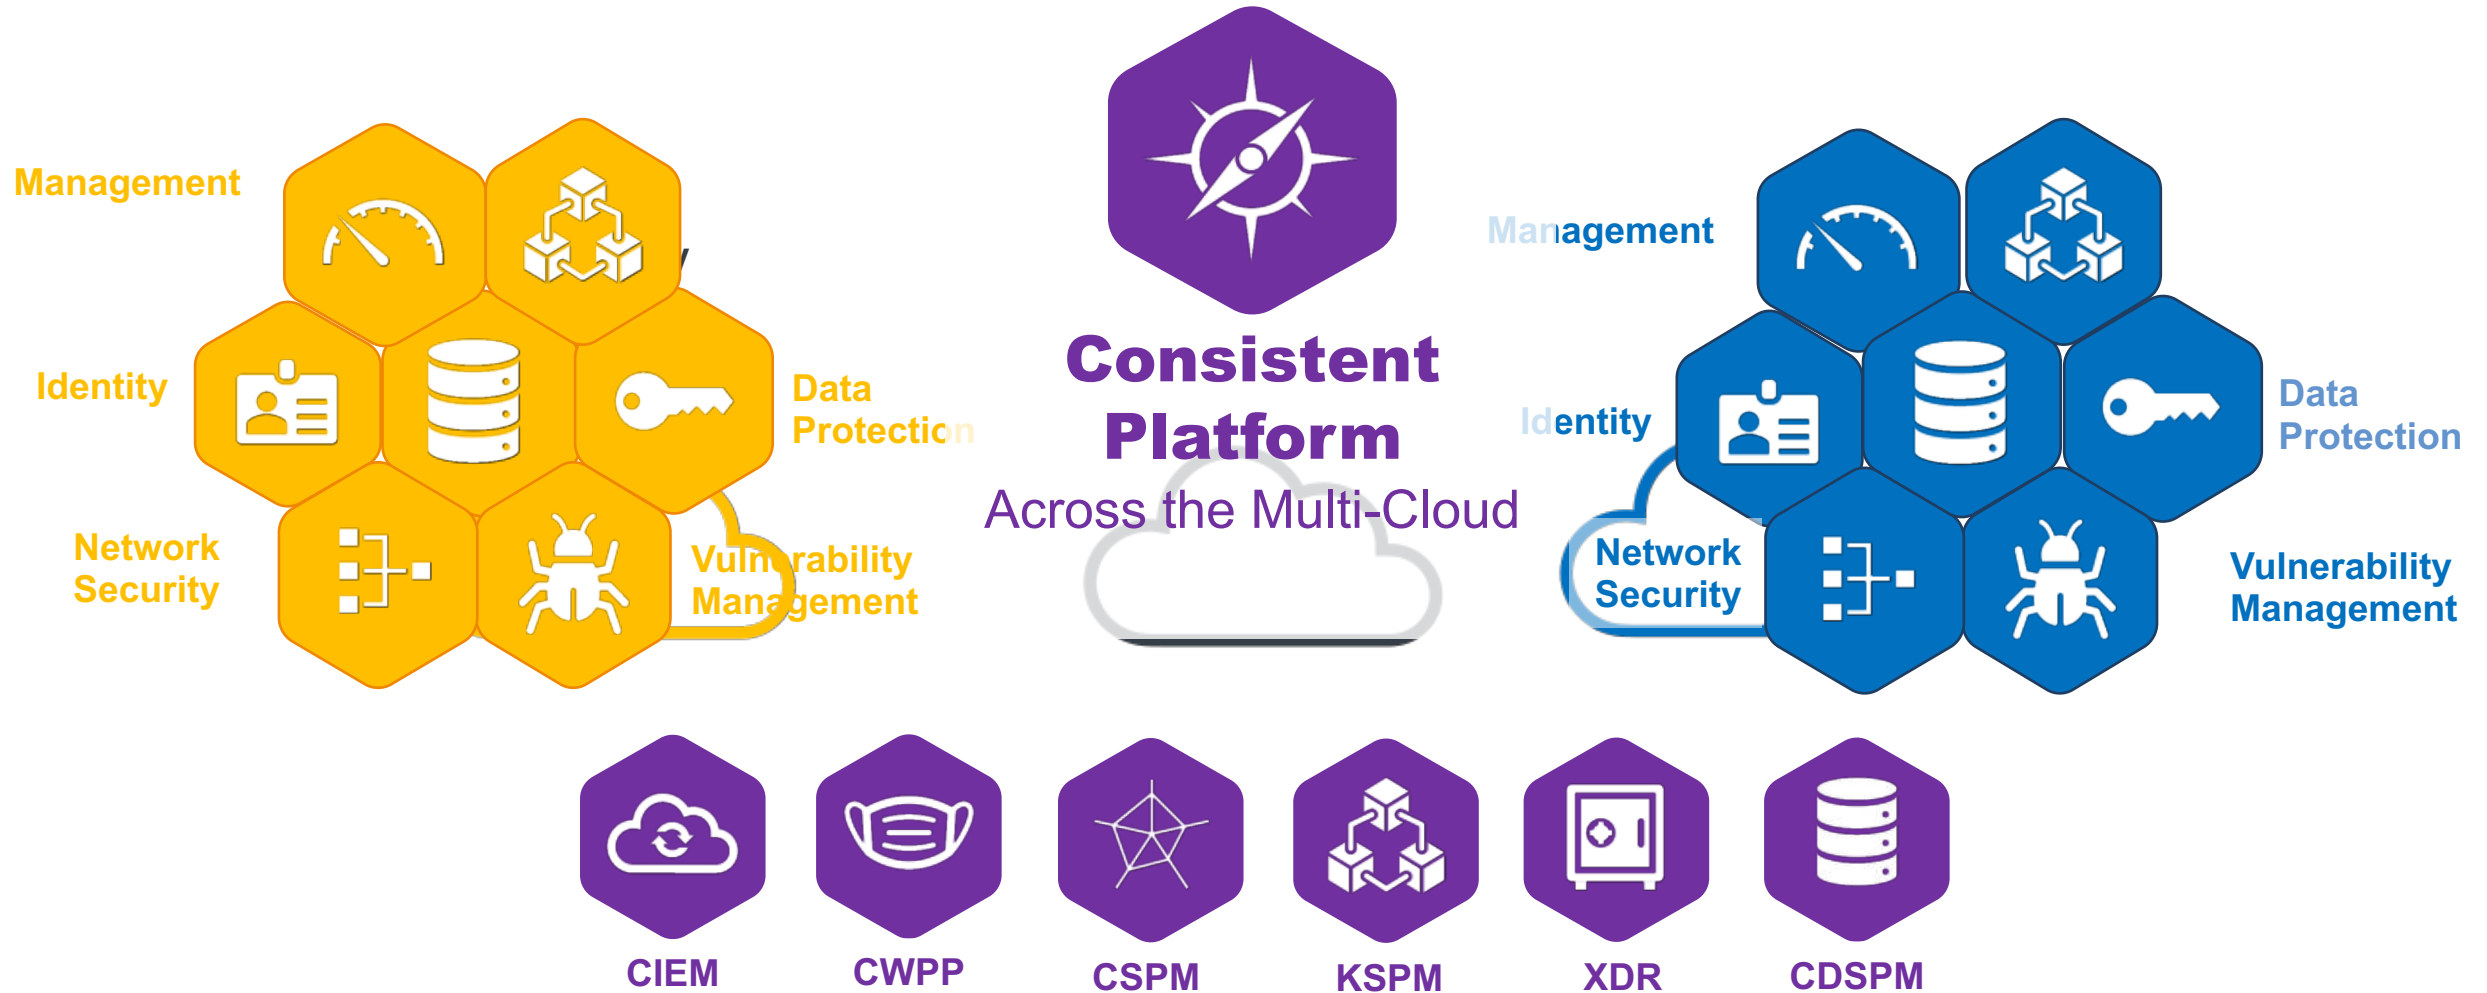 Management
Identity
Data
Protection
Network
Security
Vulnerability
Management
Consistent
Platform
Across the Multi-Cloud
Management
Identity
Data
Protection
Network
Security
Vulnerability
Management
CIEM
CWPP
CSPM
KSPM
XDR
CDSPM